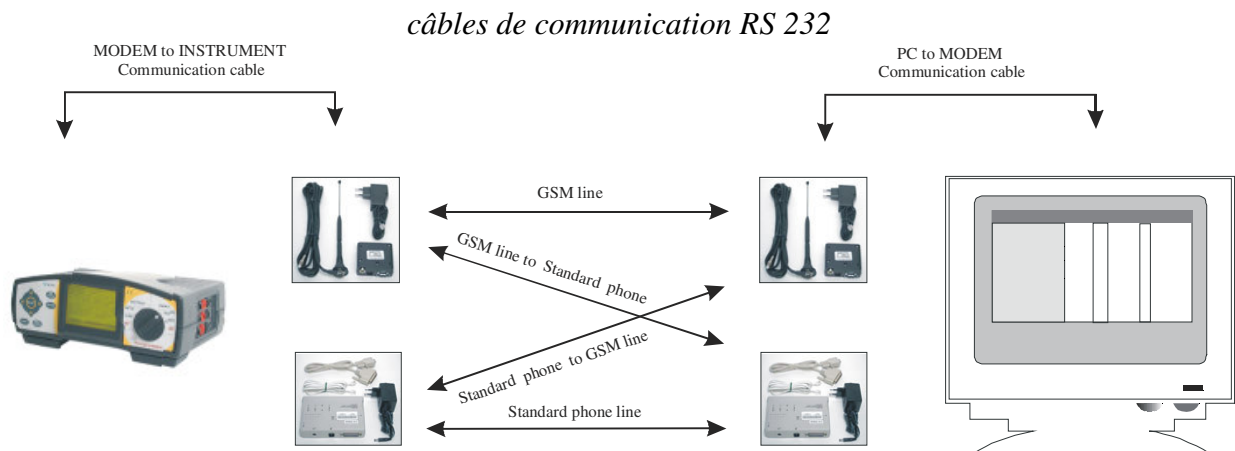 câbles de communication RS 232
MODEM to INSTRUMENT
Communication cable
PC to MODEM
Communication cable
GSM line
GSM line to Standard phone
Standard phone to GSM line
Standard phone line